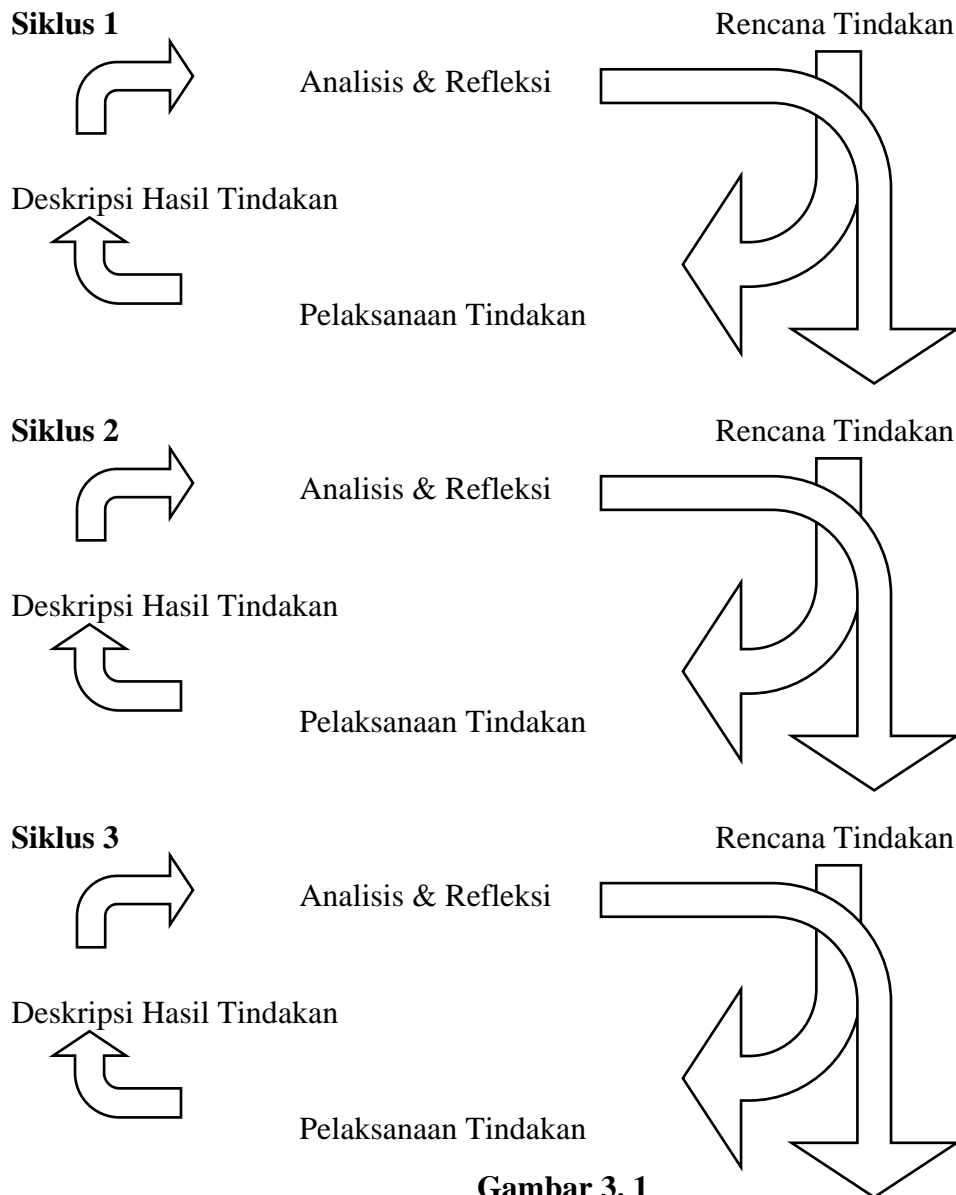 Siklus 1 Rencana Tindakan
Analisis & Refleksi
Deskripsi Hasil Tindakan
Pelaksanaan Tindakan
Siklus 2 Rencana Tindakan
Analisis & Refleksi
Deskripsi Hasil Tindakan
Pelaksanaan Tindakan
Siklus 3 Rencana Tindakan
Analisis & Refleksi
Deskripsi Hasil Tindakan
Pelaksanaan Tindakan
Gambar 3. 1